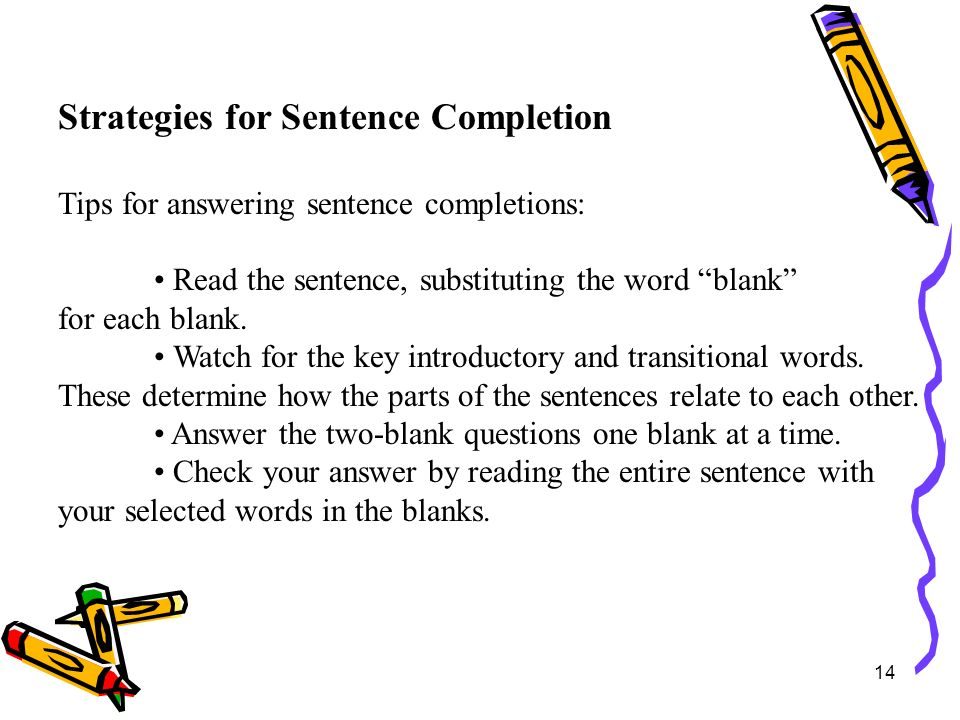 Strategies for Sentence Completion
Tips for answering sentence completions:
• Read the sentence, substituting the word “blank”
for each blank.
• Watch for the key introductory and transitional words.
These determine how the parts of the sentences relate to each other.
• Answer the two-blank questions one blank at a time.
• Check your answer by reading the entire sentence with
your selected words in the blanks.
14